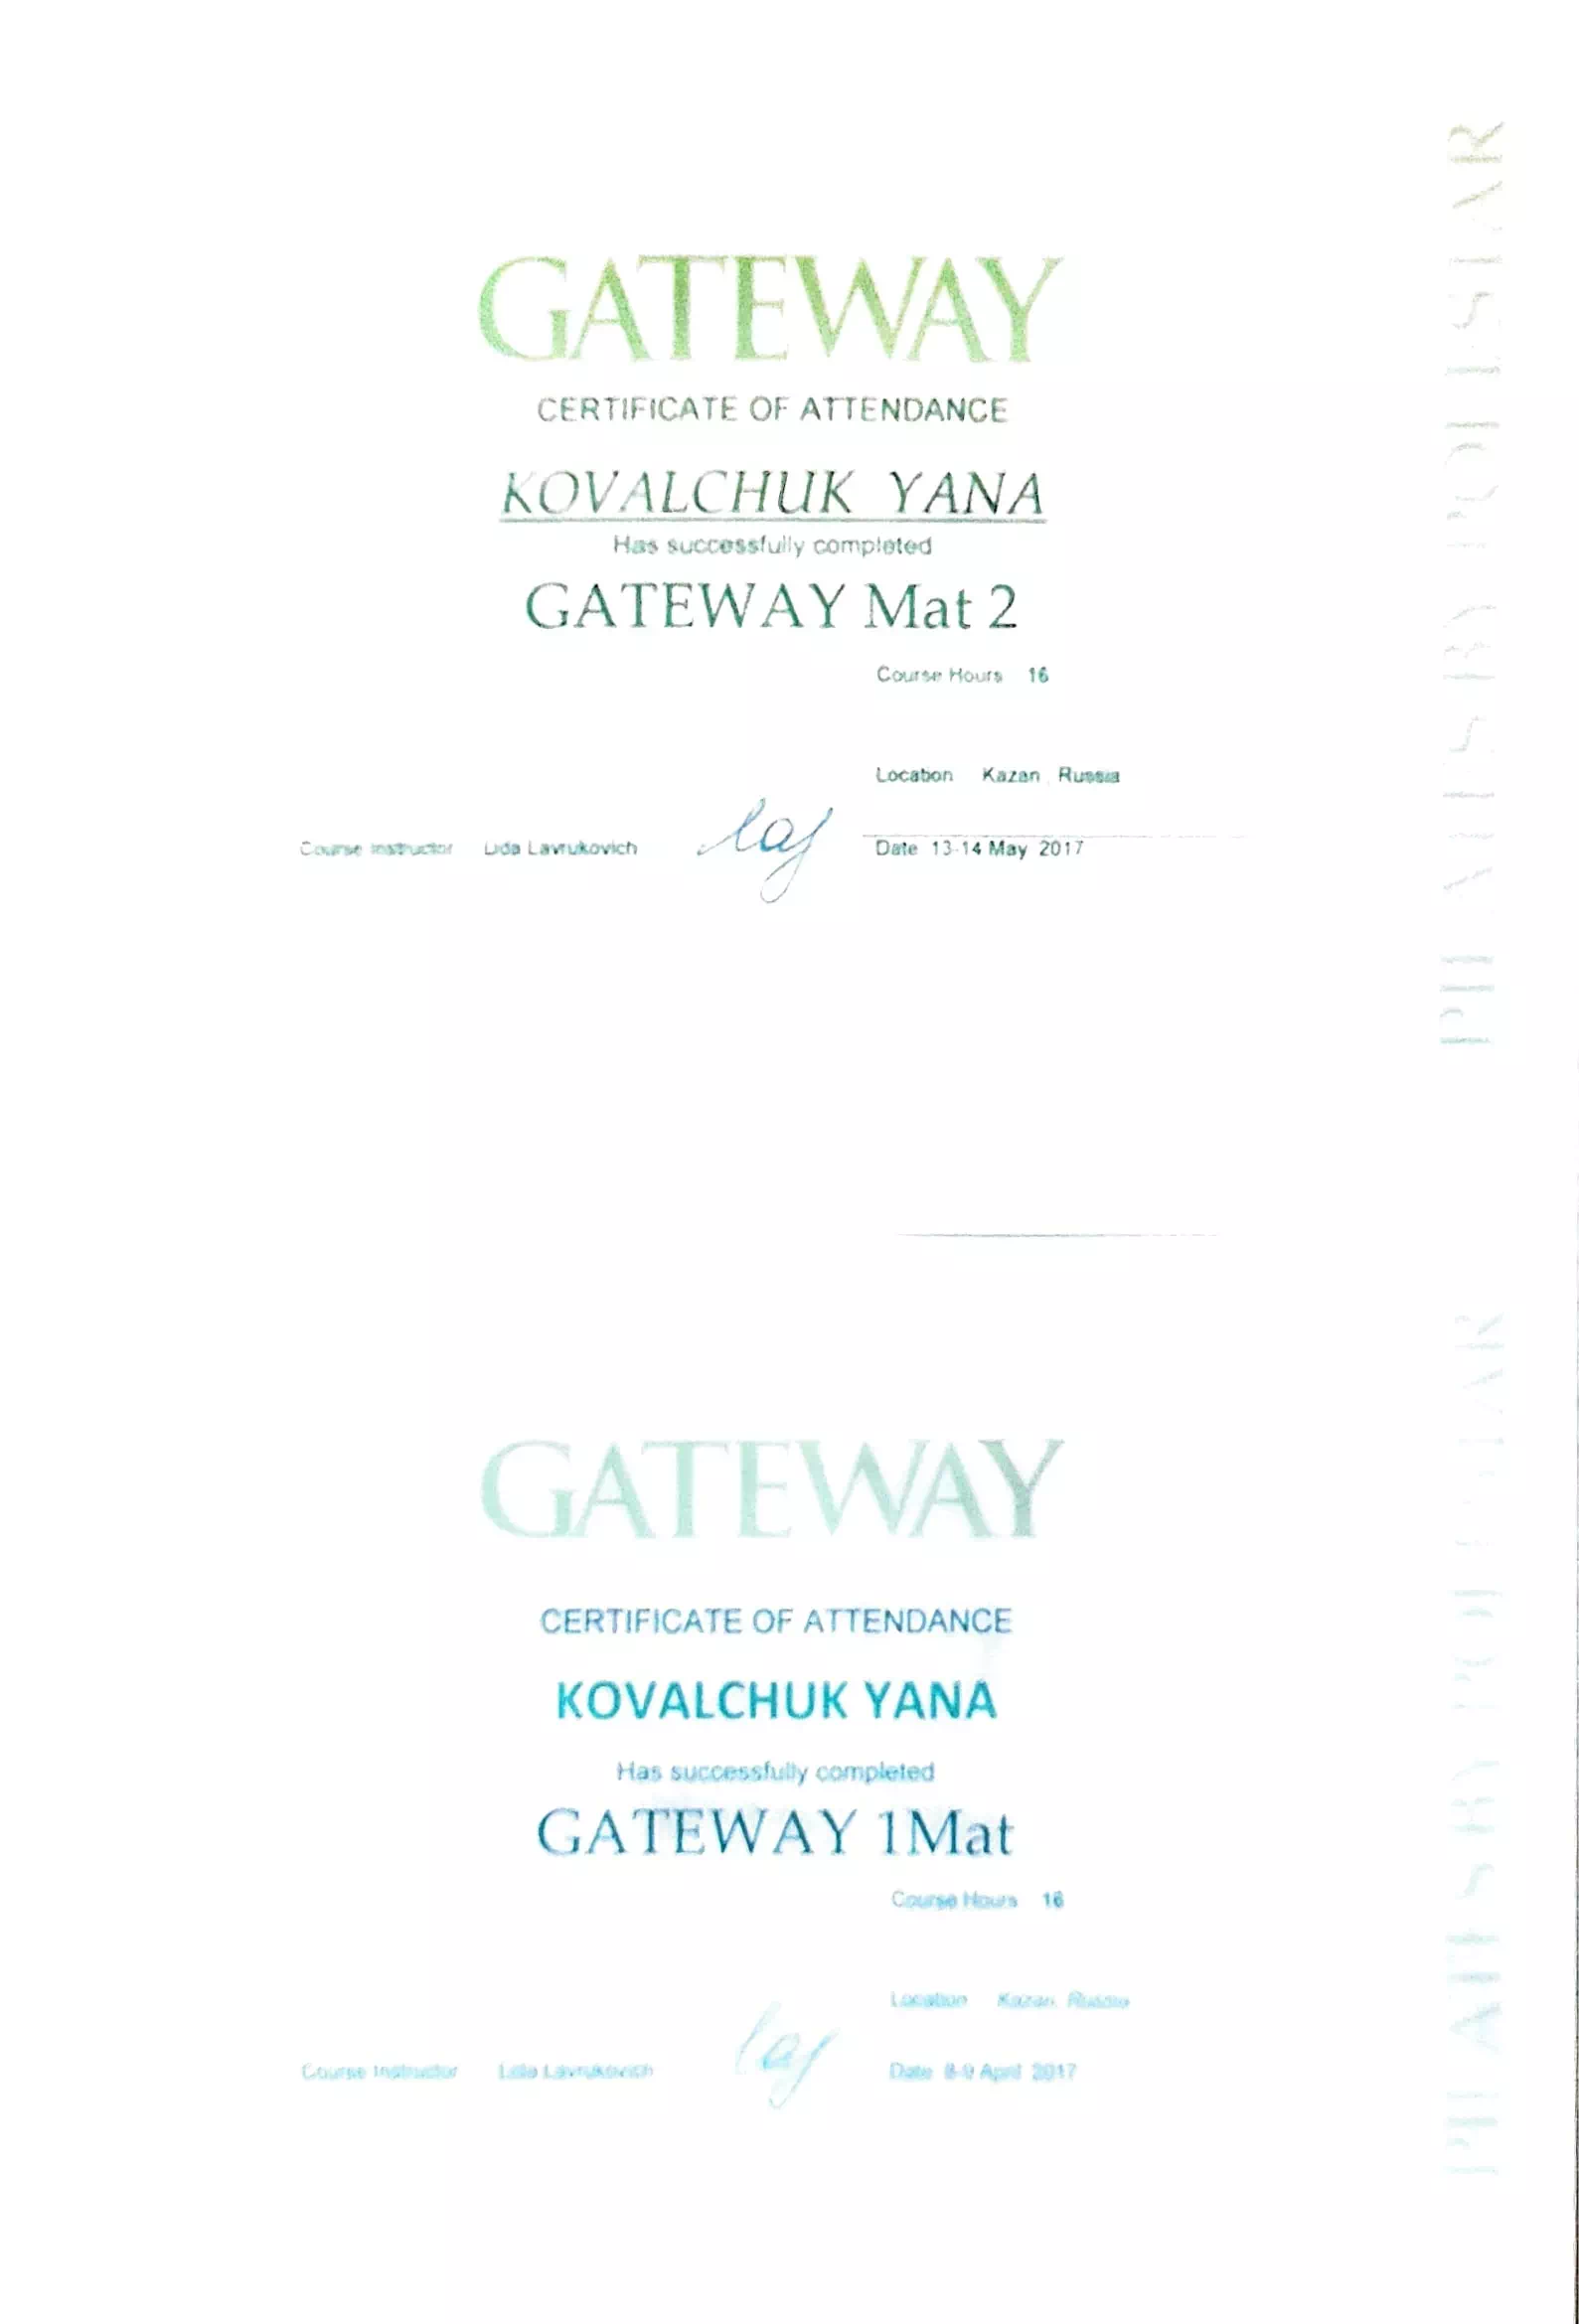 GATEWAY
CERTIFICATE OF ATTENDANCE
KOVALCHUK YANA
Has successfully completed
GATEWAY Mat 2
Course Hours 16
Location Kazan, Russia
Course Instructor Lida Lavrukovich
Date 13-14 May 2017
PILATES BY POLESTAR
GATEWAY
CERTIFICATE OF ATTENDANCE
KOVALCHUK YANA
Has successfully completed
GATEWAY 1Mat
Course Hours 16
Location Kazan, Russia
Course Instructor Lida Lavrukovich
Date 8-9 April 2017
PILATES BY POLESTAR